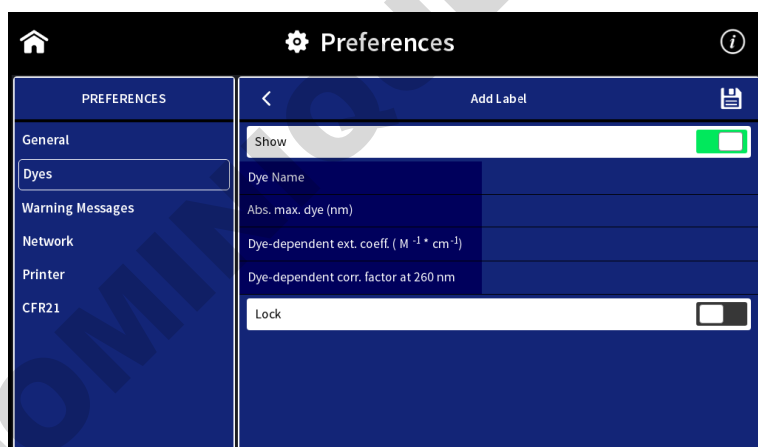 Preferences
i
PREFERENCES
Add Label
General
Show
Dyes
Dye Name
Warning Messages
Abs. max. dye (nm)
Network
Dye-dependent ext. coeff. ( M ⁻¹ * cm⁻¹)
Printer
Dye-dependent corr. factor at 260 nm
CFR21
Lock